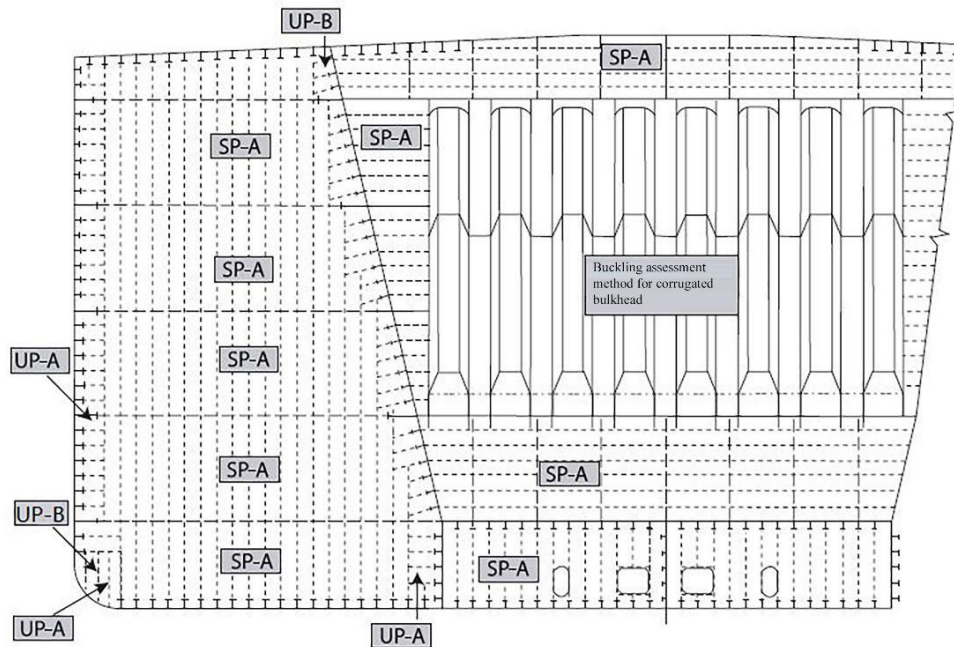 UP-B
SP-A
SP-A
SP-A
SP-A
Buckling assessment
method for corrugated
bulkhead
UP-A
SP-A
SP-A
SP-A
UP-B
SP-A
SP-A
UP-A
UP-A